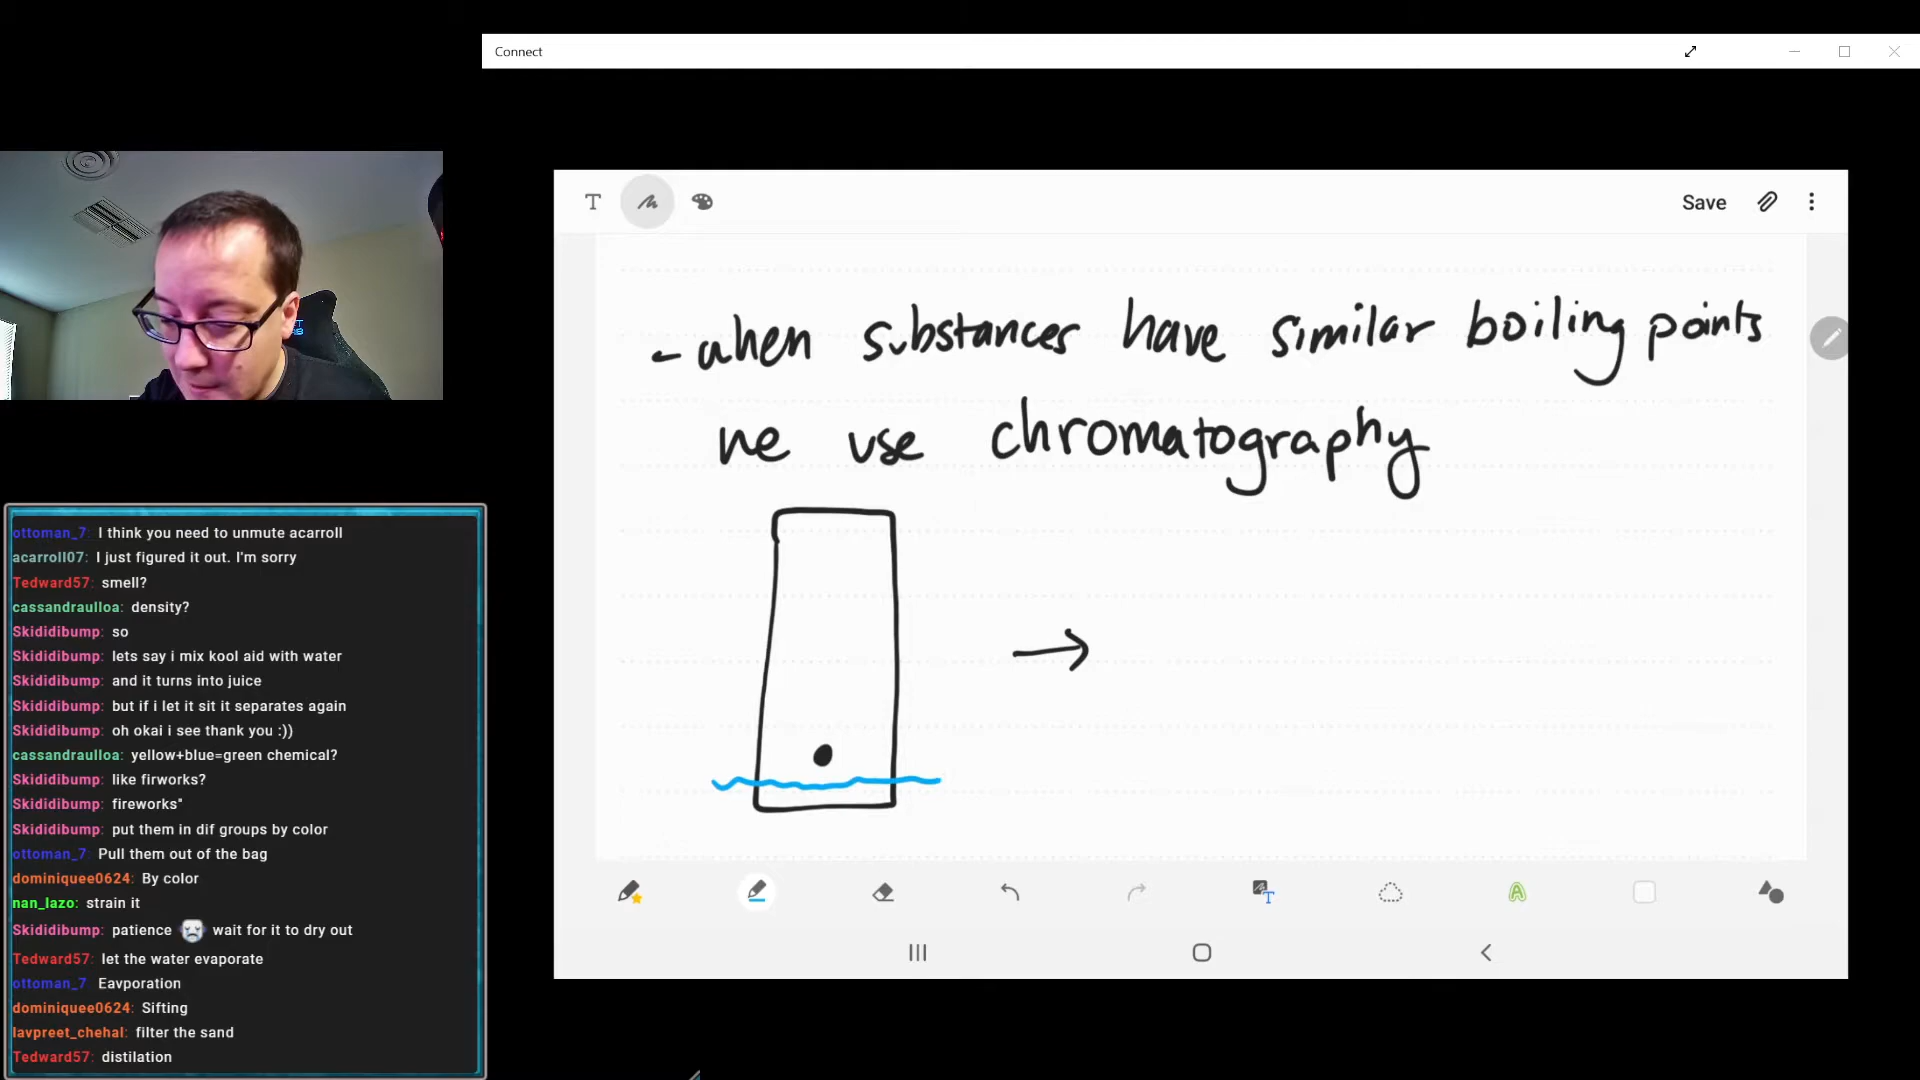 Connect
Save
- when substances have similar boiling points
we use chromatography
ottoman_7: I think you need to unmute acarroll
acarroll07: I just figured it out. I'm sorry
Tedward57: smell?
cassandraulloa: density?
Skididibump: so
Skididibump: lets say i mix kool aid with water
Skididibump: and it turns into juice
Skididibump: but if i let it sit it separates again
Skididibump: oh okai i see thank you :))
cassandraulloa: yellow+blue=green chemical?
Skididibump: like firworks?
Skididibump: fireworks*
Skididibump: put them in dif groups by color
ottoman_7: Pull them out of the bag
dominiquee0624: By color
nan_lazo: strain it
Skididibump: patience wait for it to dry out
Tedward57: let the water evaporate
ottoman_7: Eavporation
dominiquee0624: Sifting
lavpreet_chehal: filter the sand
Tedward57: distilation